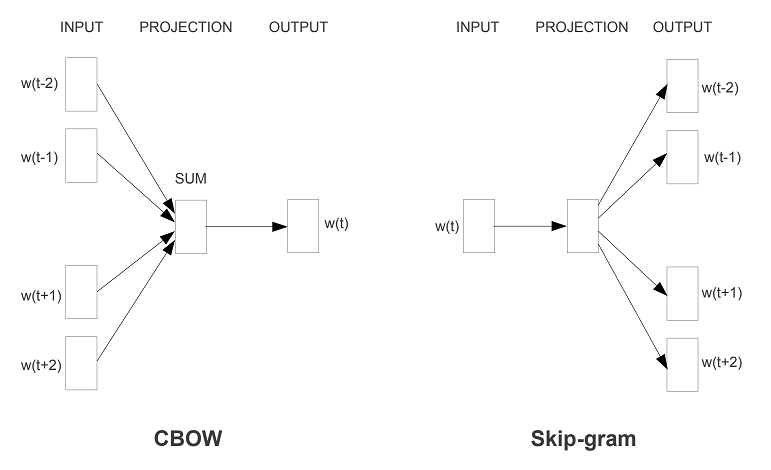 INPUT PROJECTION OUTPUT
w(t-2)
w(t-1)
SUM
w(t)
w(t+1)
w(t+2)
CBOW
INPUT PROJECTION OUTPUT
w(t-2)
w(t-1)
w(t)
w(t+1)
w(t+2)
Skip-gram